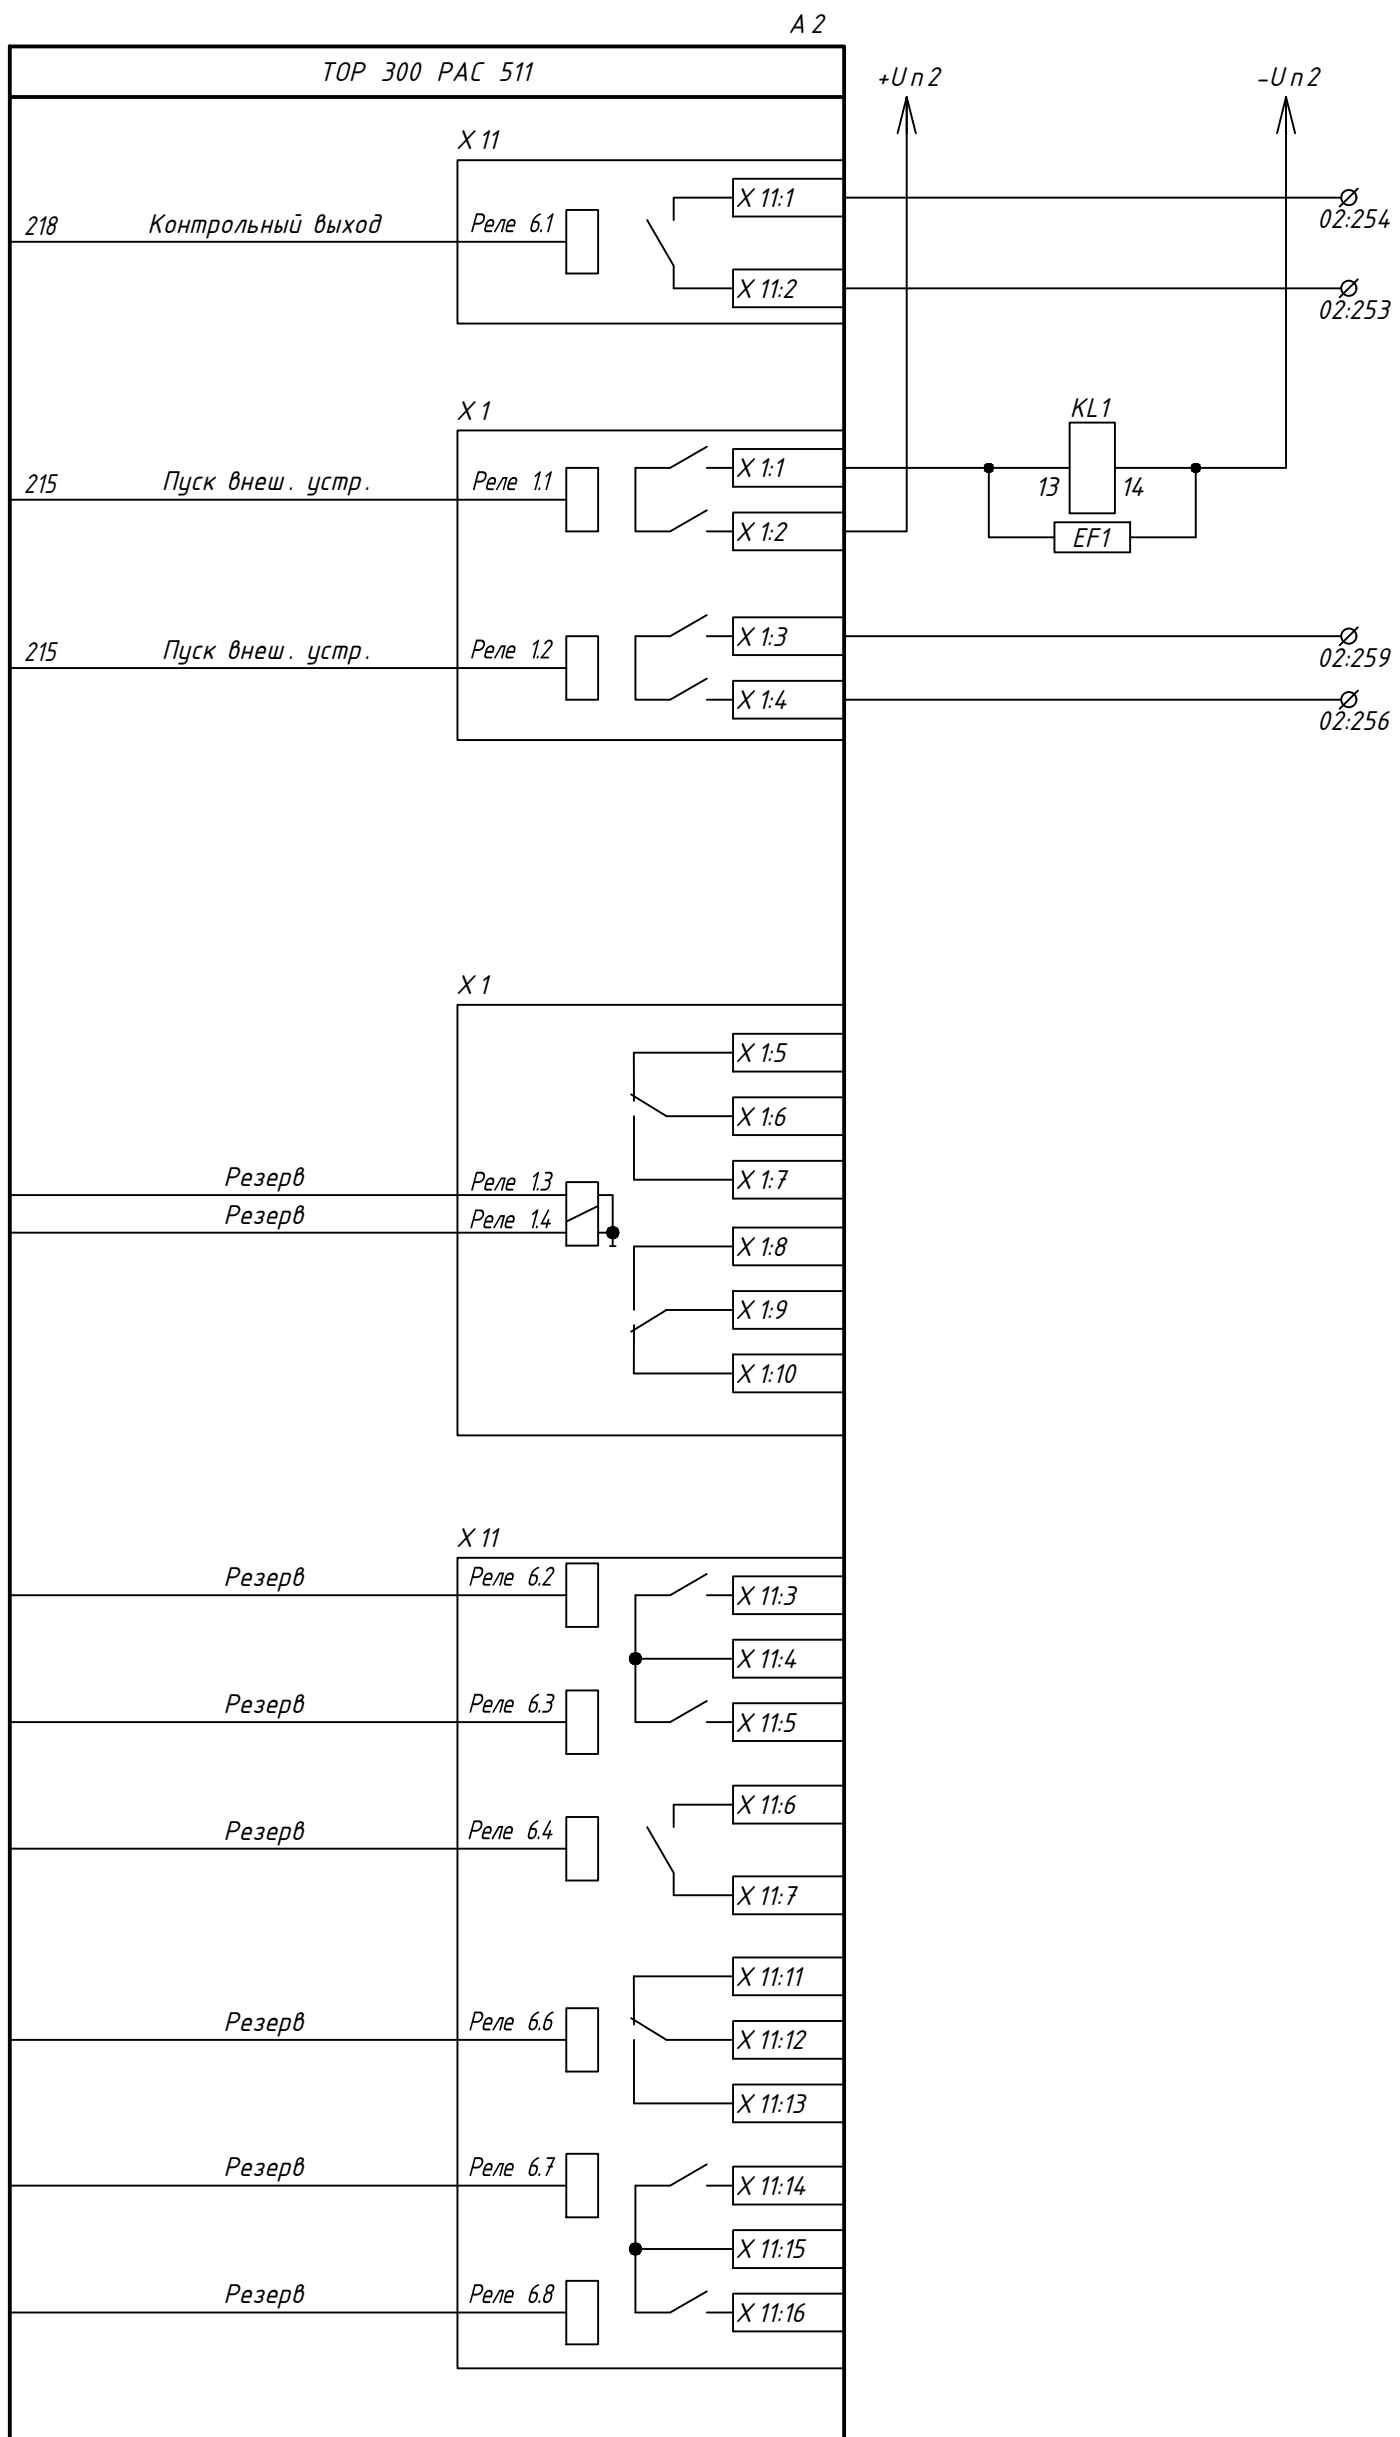 А 2
ТОР 300 РАС 511
+Uп2
-Uп2
X 11
X 11:1
02:254
218
Контрольный выход
Реле 6.1
X 11:2
02:253
X 1
KL1
215
Пуск внеш. устр.
Реле 1.1
X 1:1
13
14
X 1:2
EF1
215
Пуск внеш. устр.
Реле 1.2
X 1:3
02:259
X 1:4
02:256
X 1
X 1:5
X 1:6
Резерв
Реле 1.3
X 1:7
Резерв
Реле 1.4
X 1:8
X 1:9
X 1:10
X 11
Резерв
Реле 6.2
X 11:3
X 11:4
Резерв
Реле 6.3
X 11:5
X 11:6
Резерв
Реле 6.4
X 11:7
X 11:11
Резерв
Реле 6.6
X 11:12
X 11:13
Резерв
Реле 6.7
X 11:14
X 11:15
Резерв
Реле 6.8
X 11:16